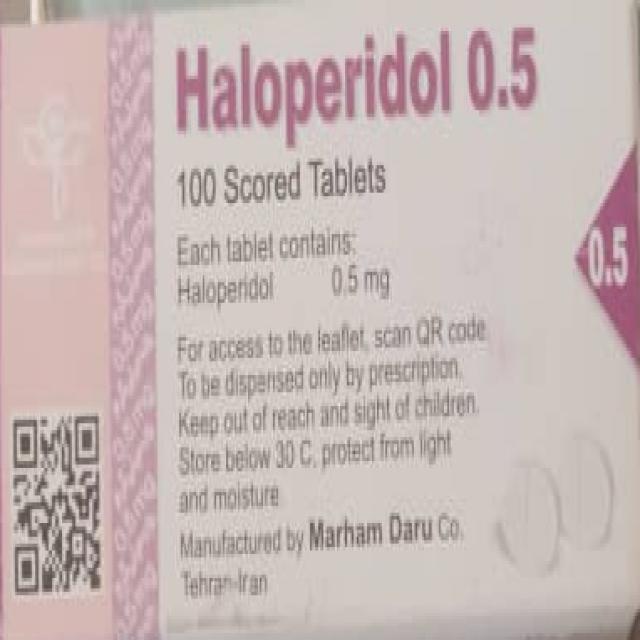 Haloperidol 0.5
100 Scored Tablets
Each tablet contains:
Haloperidol 0.5 mg
0.5
For access to the leaflet, scan QR code
To be dispensed only by prescription.
Keep out of reach and sight of children.
Store below 30 C, protect from light
and moisture
Manufactured by Marham Daru Co.
Tehran-Iran